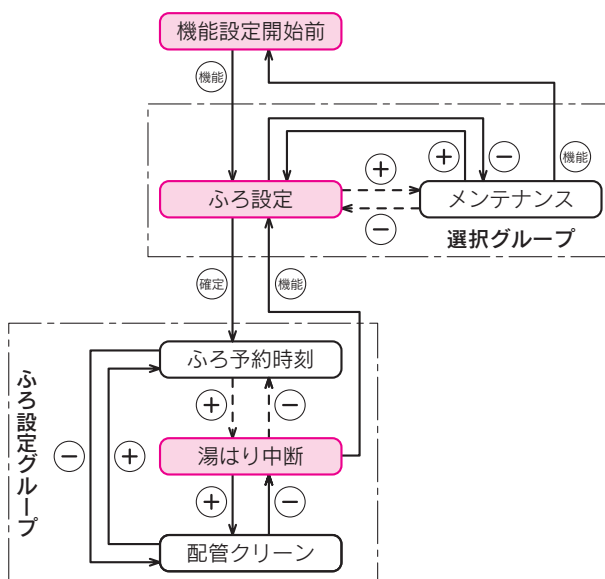 機能設定開始前
機能
＋
＋
－
機能
ふろ設定
メンテナンス
－
選択グループ
確定
機能
ふろ予約時刻
ふろ設定グループ
＋
－
－
＋
湯はり中断
＋
－
配管クリーン